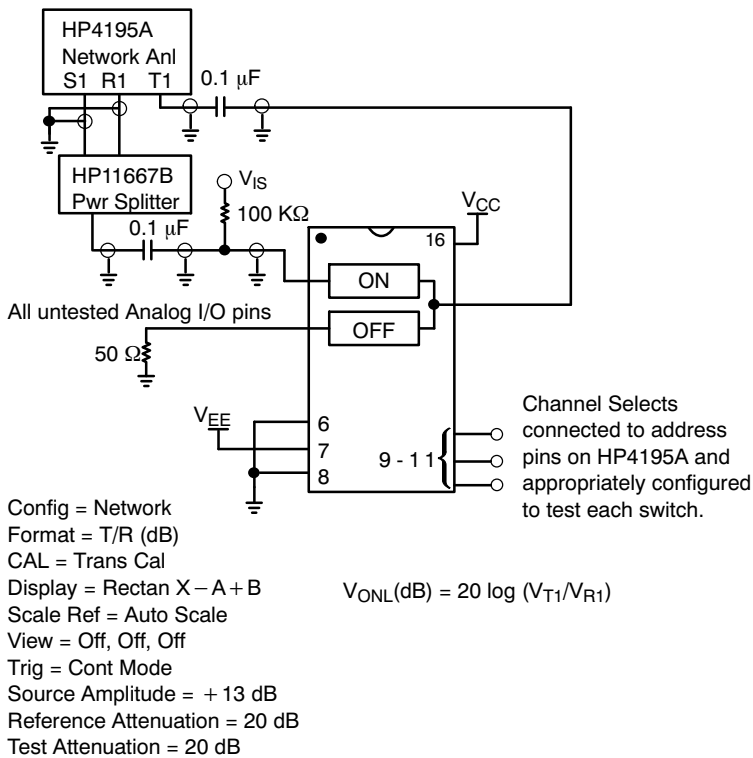 HP4195A
Network Anl
S1 R1 T1
0.1 μF
HP11667B
Pwr Splitter
V_IS
100 KΩ
0.1 μF
V_CC
16
ON
OFF
All untested Analog I/O pins
50 Ω
V_EE
6
7
8
9 - 11
Channel Selects
connected to address
pins on HP4195A and
appropriately configured
to test each switch.
Config = Network
Format = T/R (dB)
CAL = Trans Cal
Display = Rectan X – A + B
Scale Ref = Auto Scale
View = Off, Off, Off
Trig = Cont Mode
Source Amplitude = + 13 dB
Reference Attenuation = 20 dB
Test Attenuation = 20 dB
V_ONL(dB) = 20 log (V_T1/V_R1)